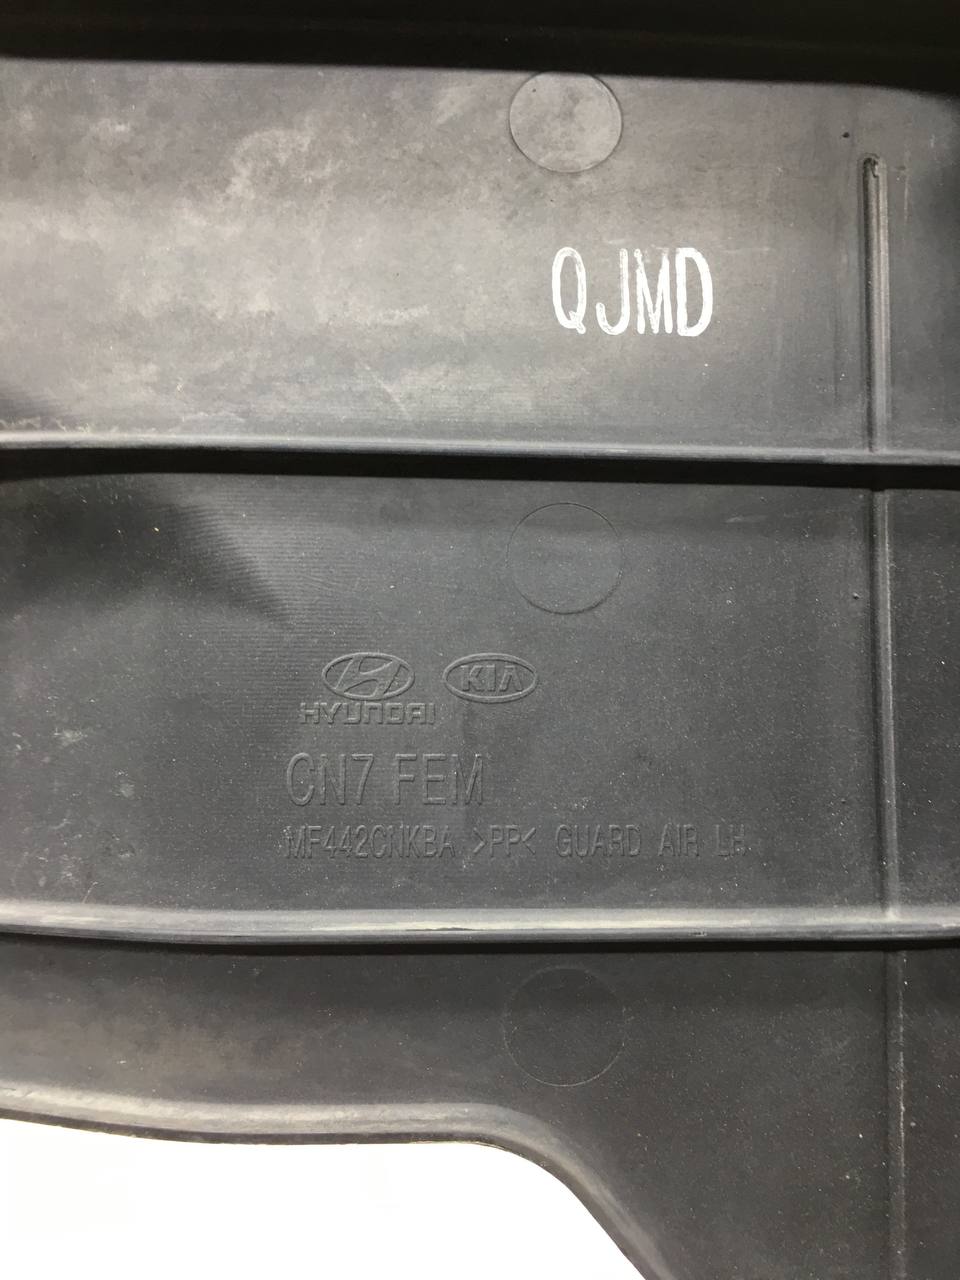 QJMD
HYUNDAI KIA
CN7 FEM
MF442CNKBA >PP< GUARD AIR LH